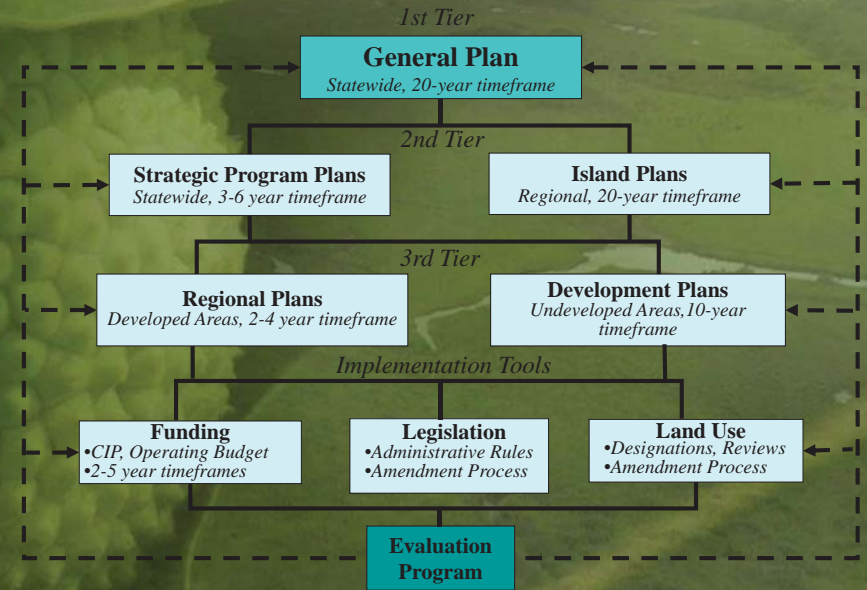 1st Tier
General Plan
Statewide, 20-year timeframe
2nd Tier
Strategic Program Plans
Statewide, 3-6 year timeframe
Island Plans
Regional, 20-year timeframe
3rd Tier
Regional Plans
Developed Areas, 2-4 year timeframe
Development Plans
Undeveloped Areas,10-year
timeframe
Implementation Tools
Funding
•CIP, Operating Budget
•2-5 year timeframes
Legislation
•Administrative Rules
•Amendment Process
Land Use
•Designations, Reviews
•Amendment Process
Evaluation
Program